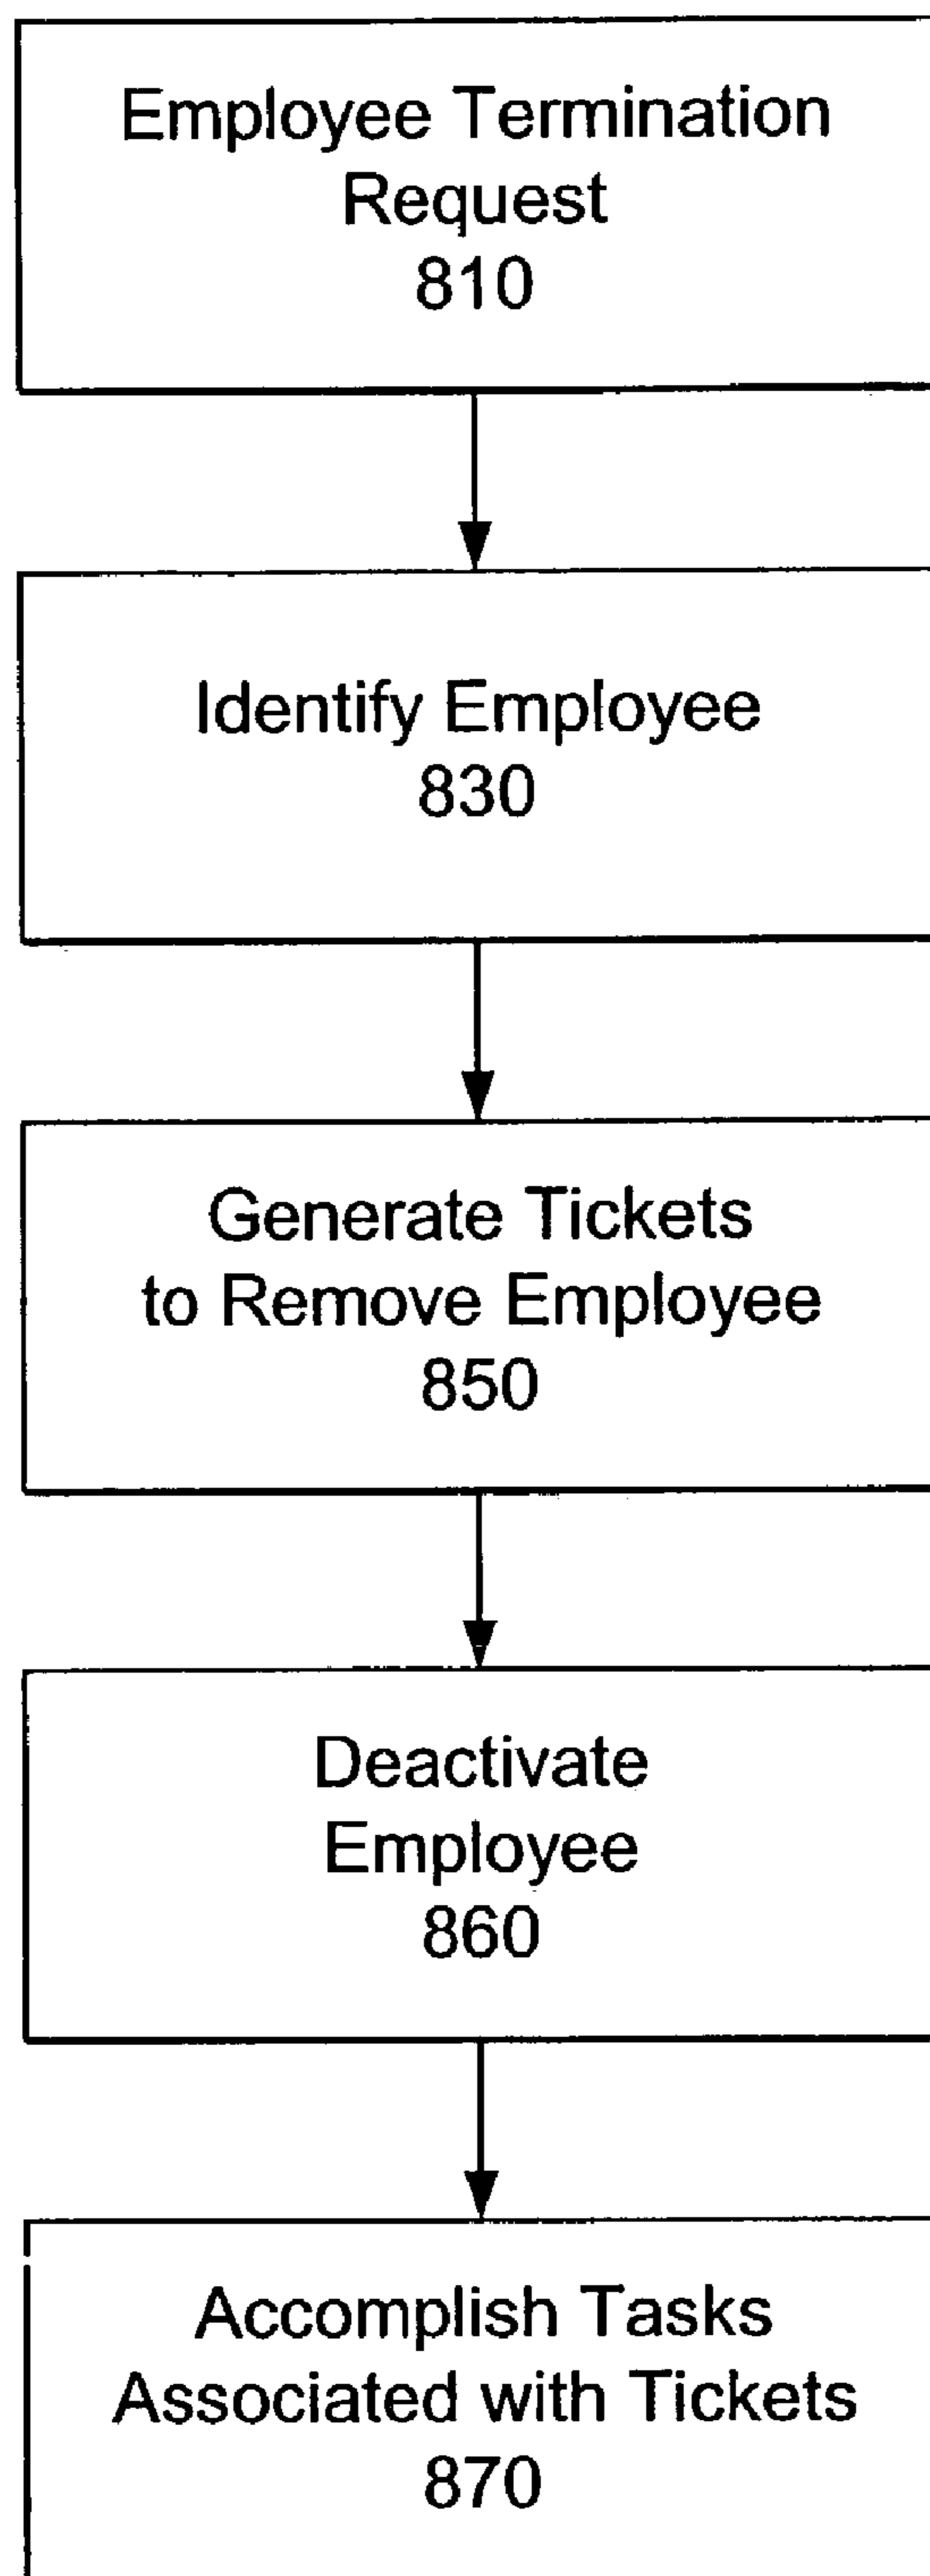 Employee Termination
Request
810
Identify Employee
830
Generate Tickets
to Remove Employee
850
Deactivate
Employee
860
Accomplish Tasks
Associated with Tickets
870